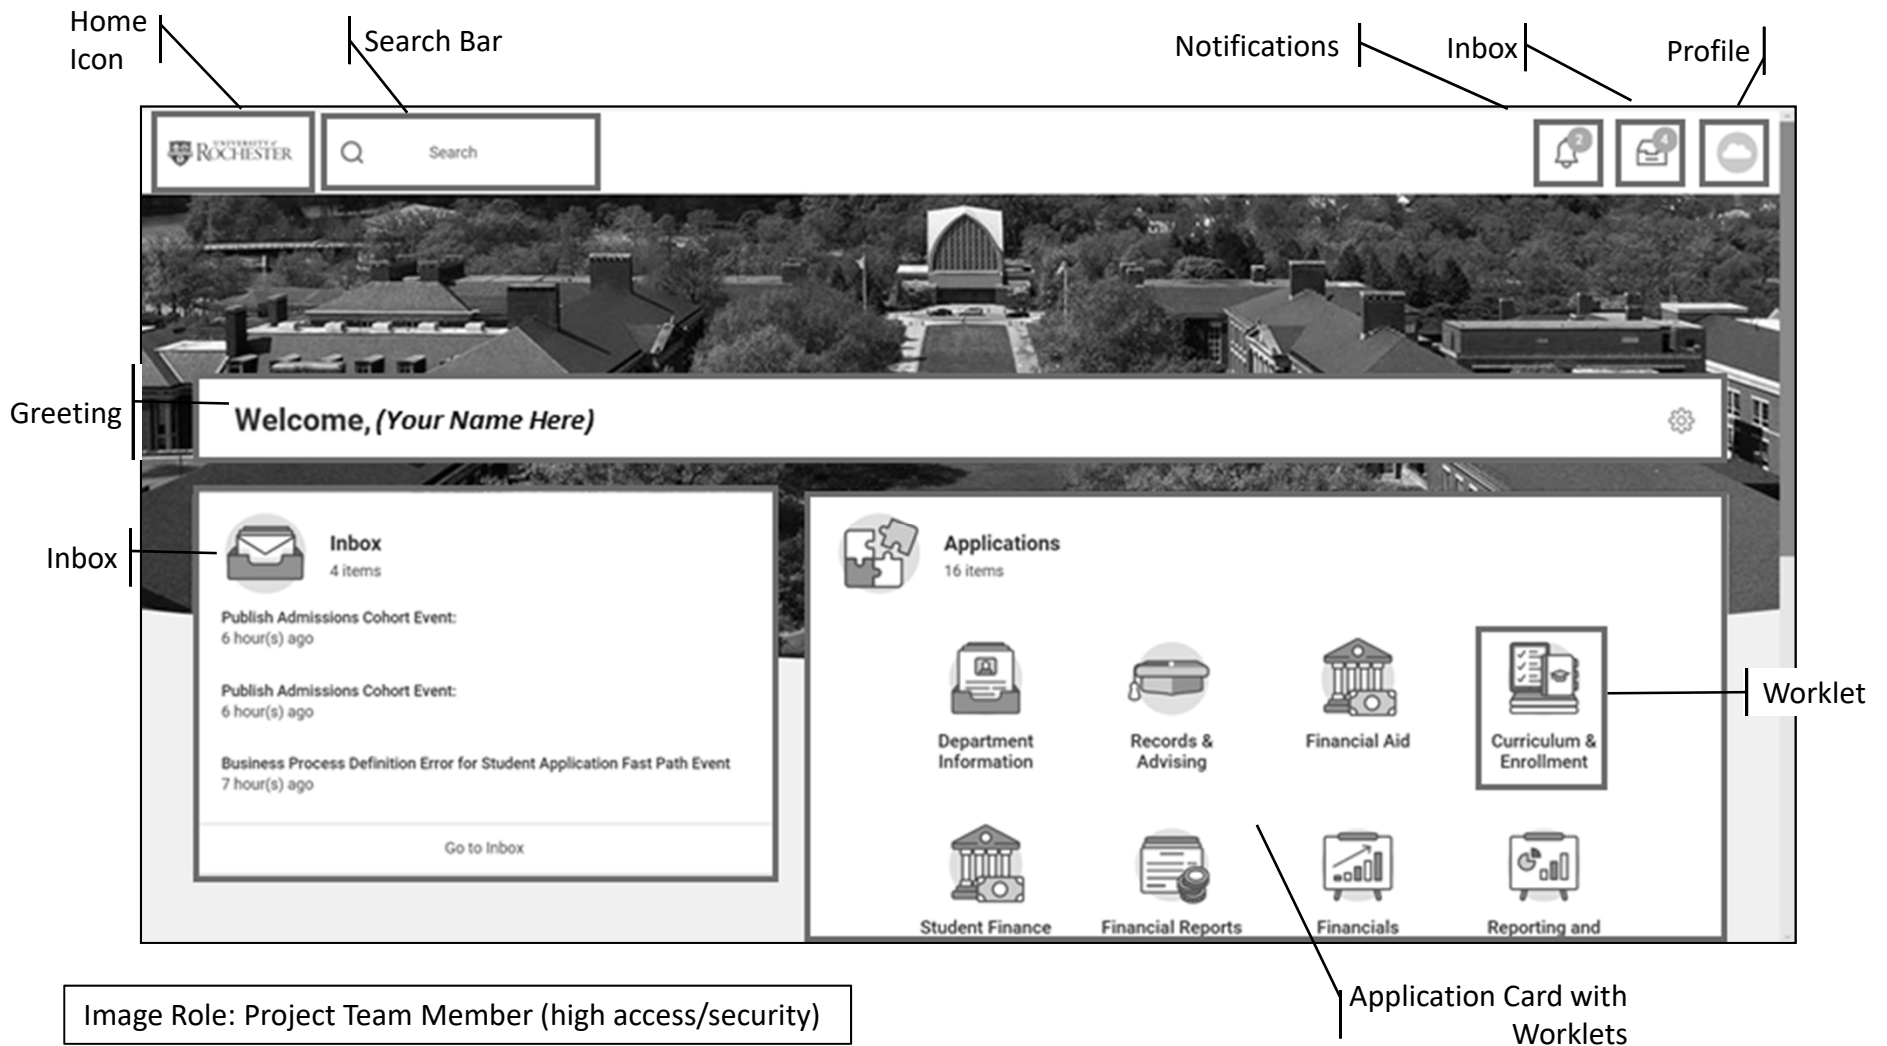 Home
Icon
Search Bar
Notifications
Inbox
Profile
UNIVERSITY of
ROCHESTER
Search
2
4
Greeting
Welcome, (Your Name Here)
Inbox
Inbox
4 items
Publish Admissions Cohort Event:
6 hour(s) ago
Publish Admissions Cohort Event:
6 hour(s) ago
Business Process Definition Error for Student Application Fast Path Event
7 hour(s) ago
Go to Inbox
Applications
16 items
Department
Information
Records &
Advising
Financial Aid
Curriculum &
Enrollment
Worklet
Student Finance
Financial Reports
Financials
Reporting and
Application Card with
Worklets
Image Role: Project Team Member (high access/security)